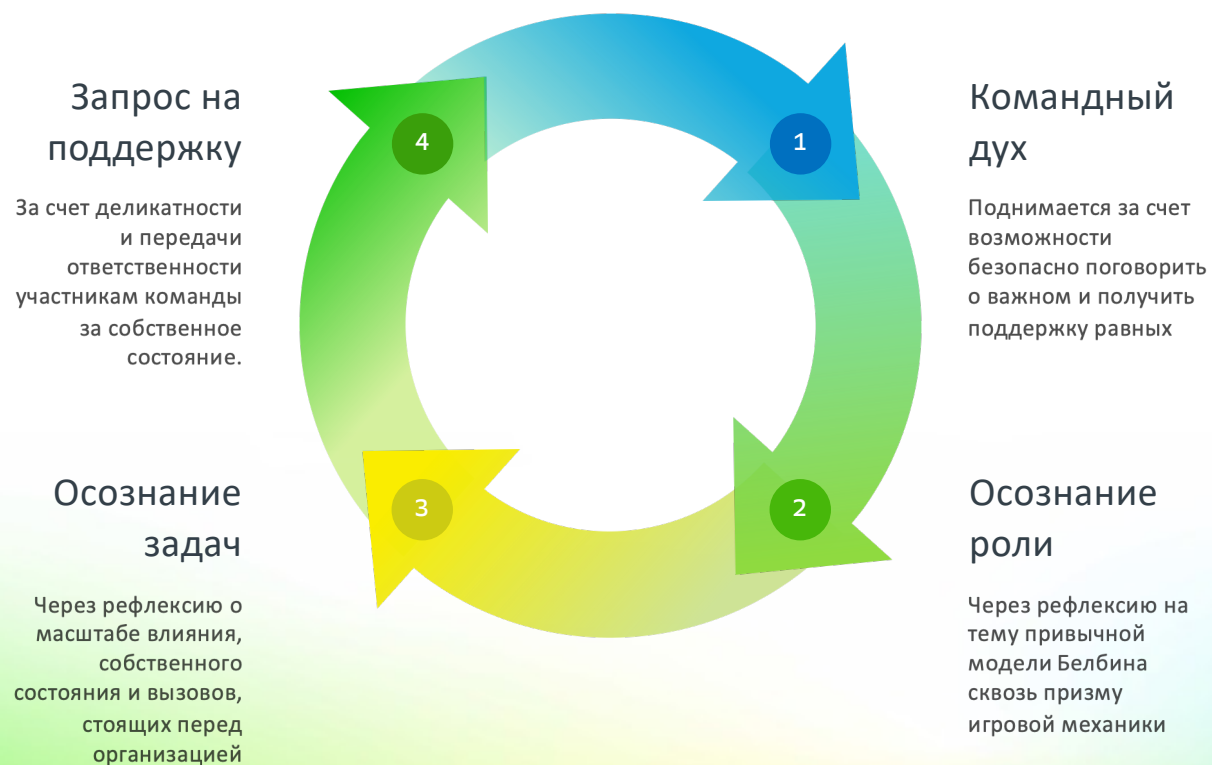 Командный
дух
Поднимается за счет
возможности
безопасно поговорить
о важном и получить
поддержку равных
1
Осознание
роли
Через рефлексию на
тему привычной
модели Белбина
сквозь призму
игровой механики
2
Осознание
задач
Через рефлексию о
масштабе влияния,
собственного
состояния и вызовов,
стоящих перед
организацией
3
Запрос на
поддержку
За счет деликатности
и передачи
ответственности
участникам команды
за собственное
состояние.
4